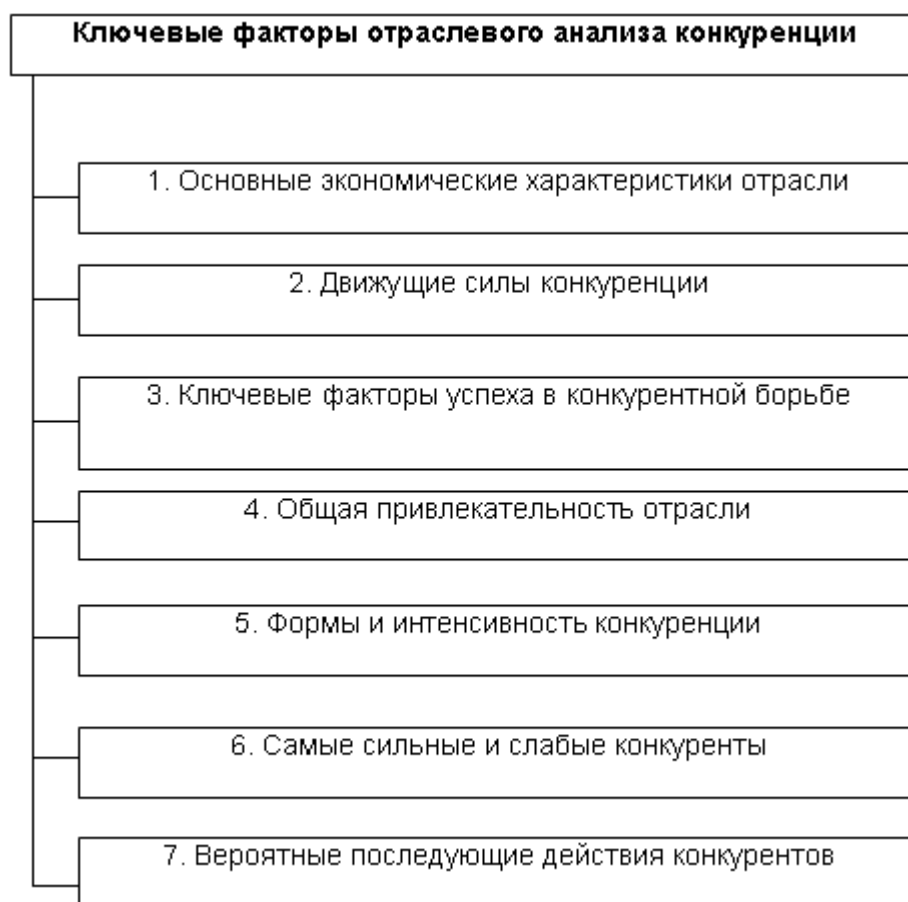 Ключевые факторы отраслевого анализа конкуренции
1. Основные экономические характеристики отрасли
2. Движущие силы конкуренции
3. Ключевые факторы успеха в конкурентной борьбе
4. Общая привлекательность отрасли
5. Формы и интенсивность конкуренции
6. Самые сильные и слабые конкуренты
7. Вероятные последующие действия конкурентов